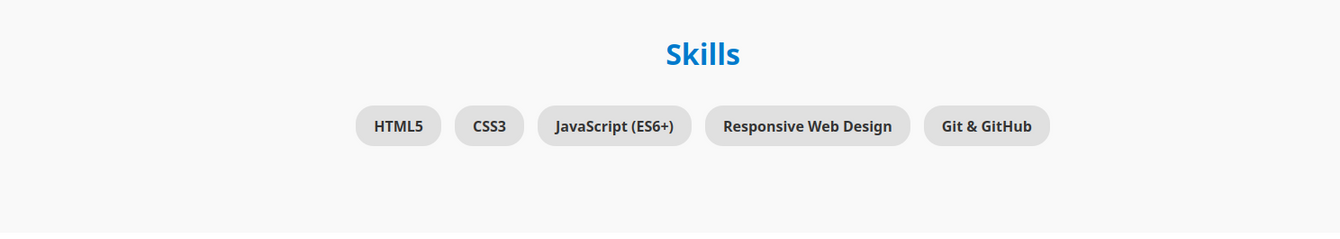 Skills
HTML5 CSS3 JavaScript (ES6+) Responsive Web Design Git & GitHub